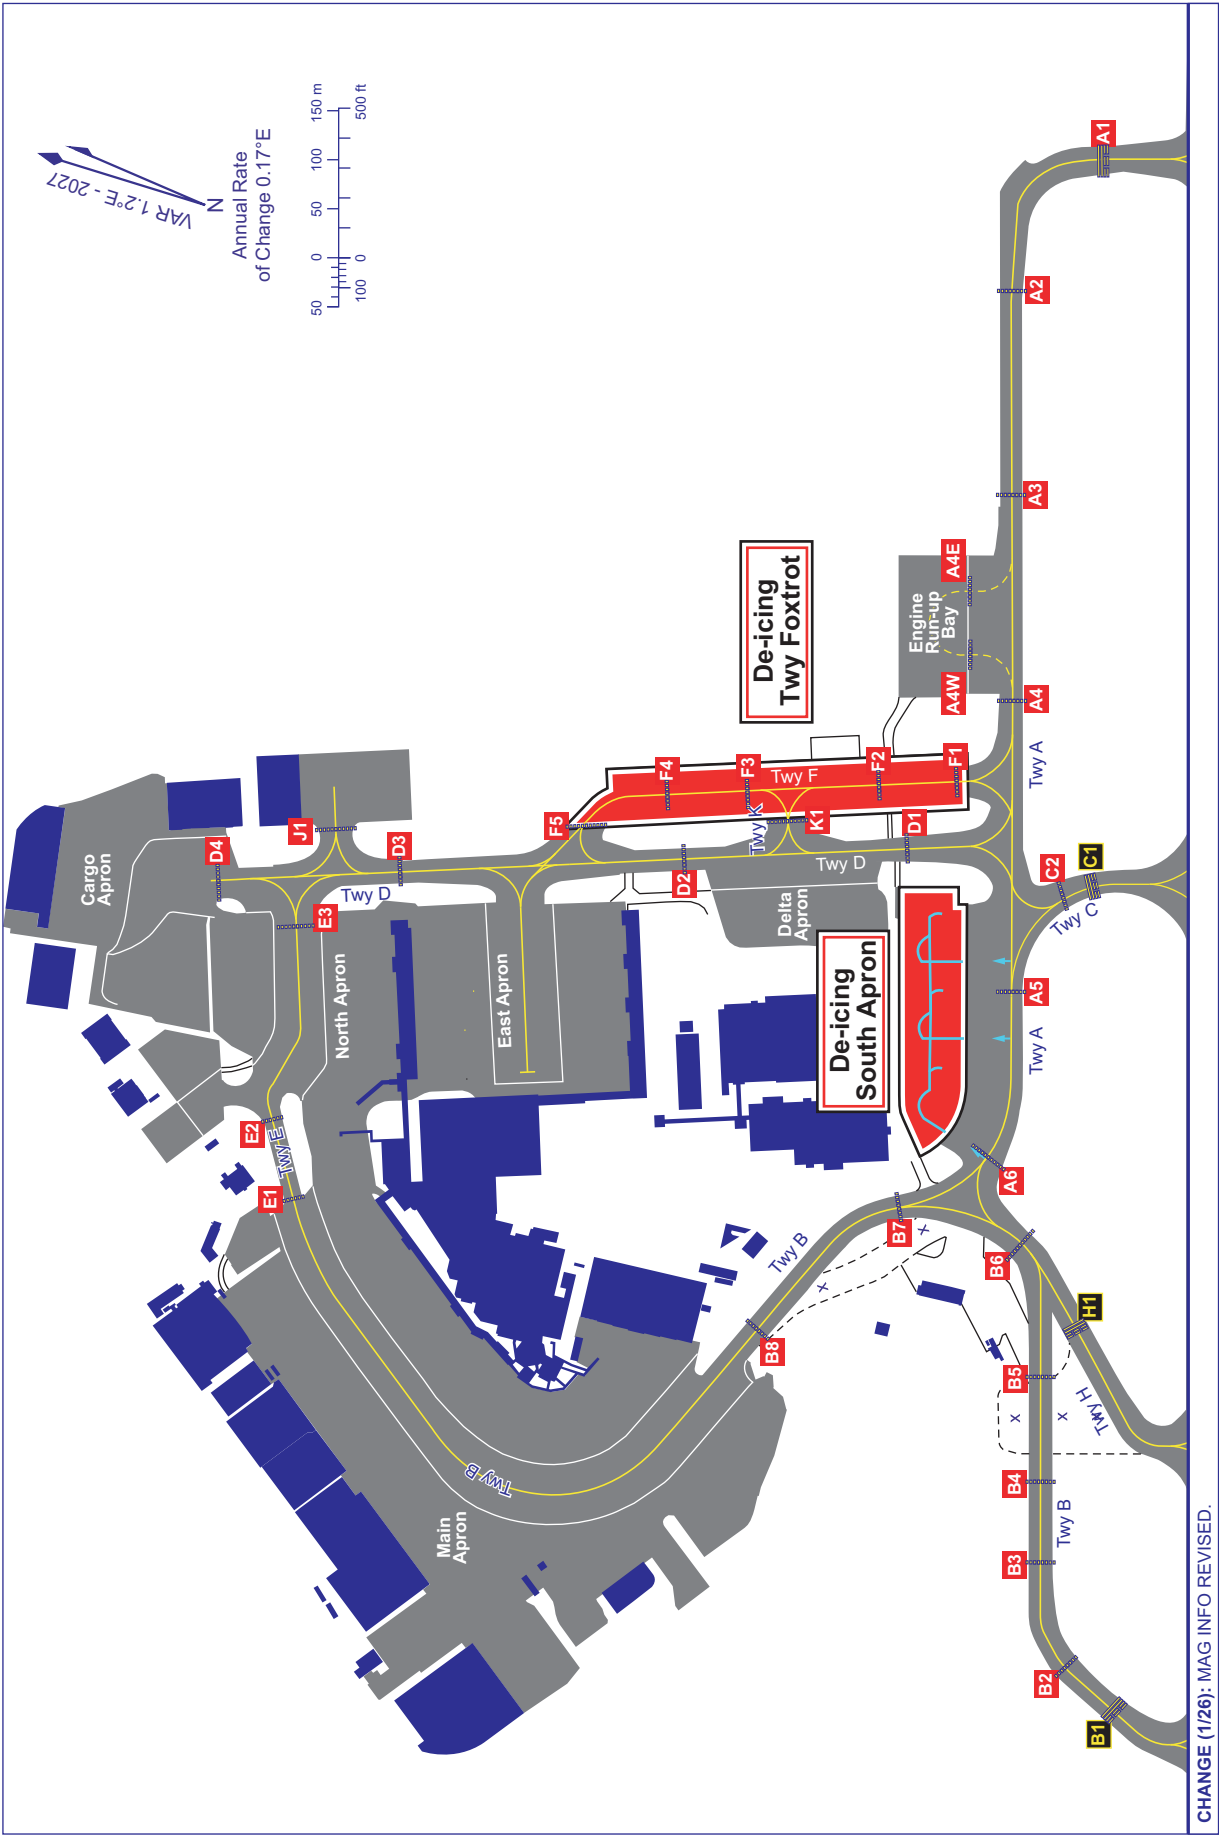 VAR 1.2°E - 2027
N
Annual Rate
of Change 0.17°E
50 0 50 100 150 m
100 0 500 ft
Cargo
Apron
D4
J1
D3
Twy D
E3
North Apron
East Apron
E2
Twy E
E1
Main
Apron
Twy B
B8
Twy B
B7
F5
F4
F3
F2
F1
Twy F
Twy K
K1
D2
Twy D
D1
Delta
Apron
De-icing
Twy Foxtrot
De-icing
South Apron
Engine
Run-up
Bay
A4E
A4W
A1
A2
A3
A4
Twy A
C2
C1
Twy C
A5
Twy A
A6
B6
H1
Twy H
B5
x
x
x
x
B4
Twy B
B3
B2
B1
CHANGE (1/26): MAG INFO REVISED.